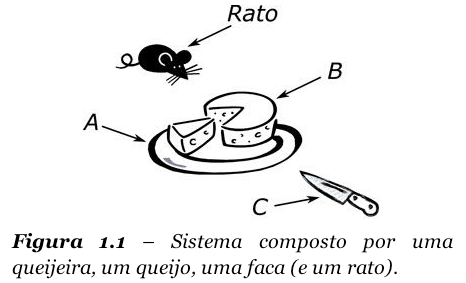 Rato
B
A
C
Figura 1.1 – Sistema composto por uma
queijeira, um queijo, uma faca (e um rato).